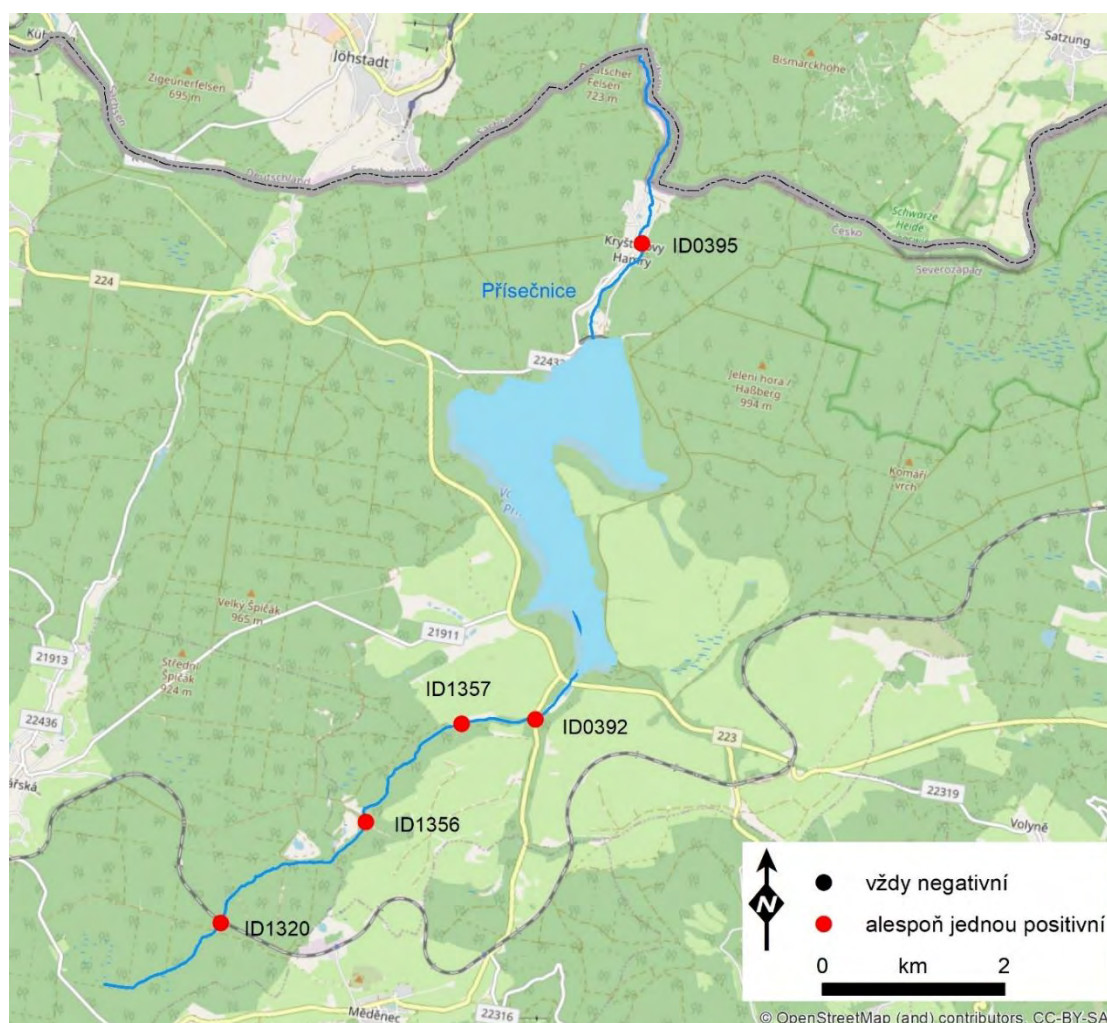 Jöhstadt
Satzung
Zigeunerfelsen
695 m
Deutscher
Felsen
723 m
Bismarckhöhe
Sachsen
Deutschland
Schwarze
Heide
Česko
Severozápad
ID0395
224
Přísečnice
Jelení hora /
Haßberg
994 m
Komáří
vrch
Velký Špičák
965 m
21911
21913
Střední
Špičák
924 m
22436
ID1357
ID0392
223
22319
Volyně
ID1356
ID1320
Měděnec
22316
N
vždy negativní
alespoň jednou positivní
0 km 2
© OpenStreetMap (and) contributors, CC-BY-SA